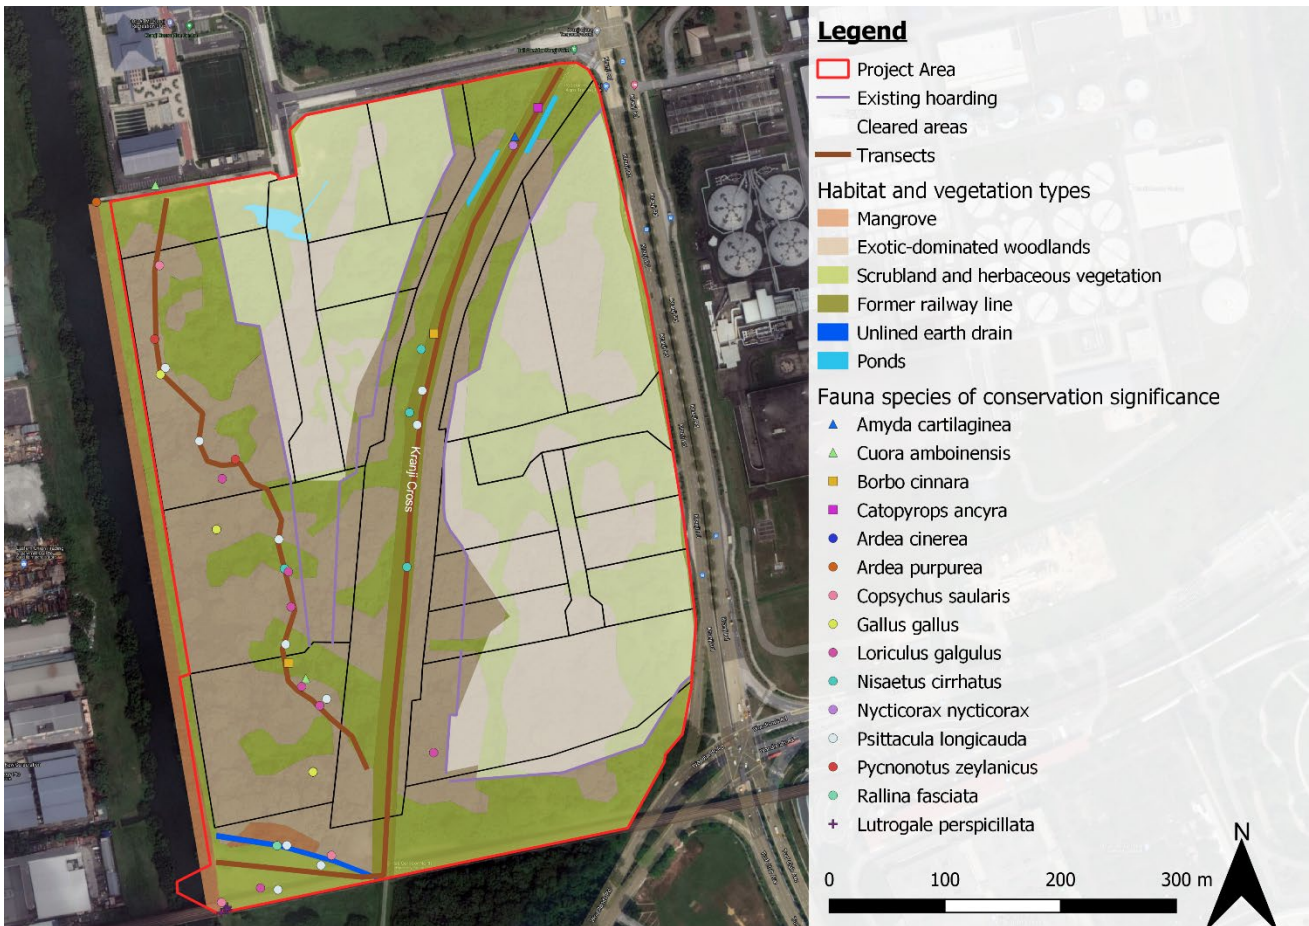 Legend
Project Area
Existing hoarding
Cleared areas
Transects
Habitat and vegetation types
Mangrove
Exotic-dominated woodlands
Scrubland and herbaceous vegetation
Former railway line
Unlined earth drain
Ponds
Fauna species of conservation significance
Amyda cartilaginea
Cuora amboinensis
Borbo cinnara
Catopyrops ancyra
Ardea cinerea
Ardea purpurea
Copsychus saularis
Gallus gallus
Loriculus galgulus
Nisaetus cirrhatus
Nycticorax nycticorax
Psittacula longicauda
Pycnonotus zeylanicus
Rallina fasciata
Lutrogale perspicillata
N
0 100 200 300 m
Kranji Cross